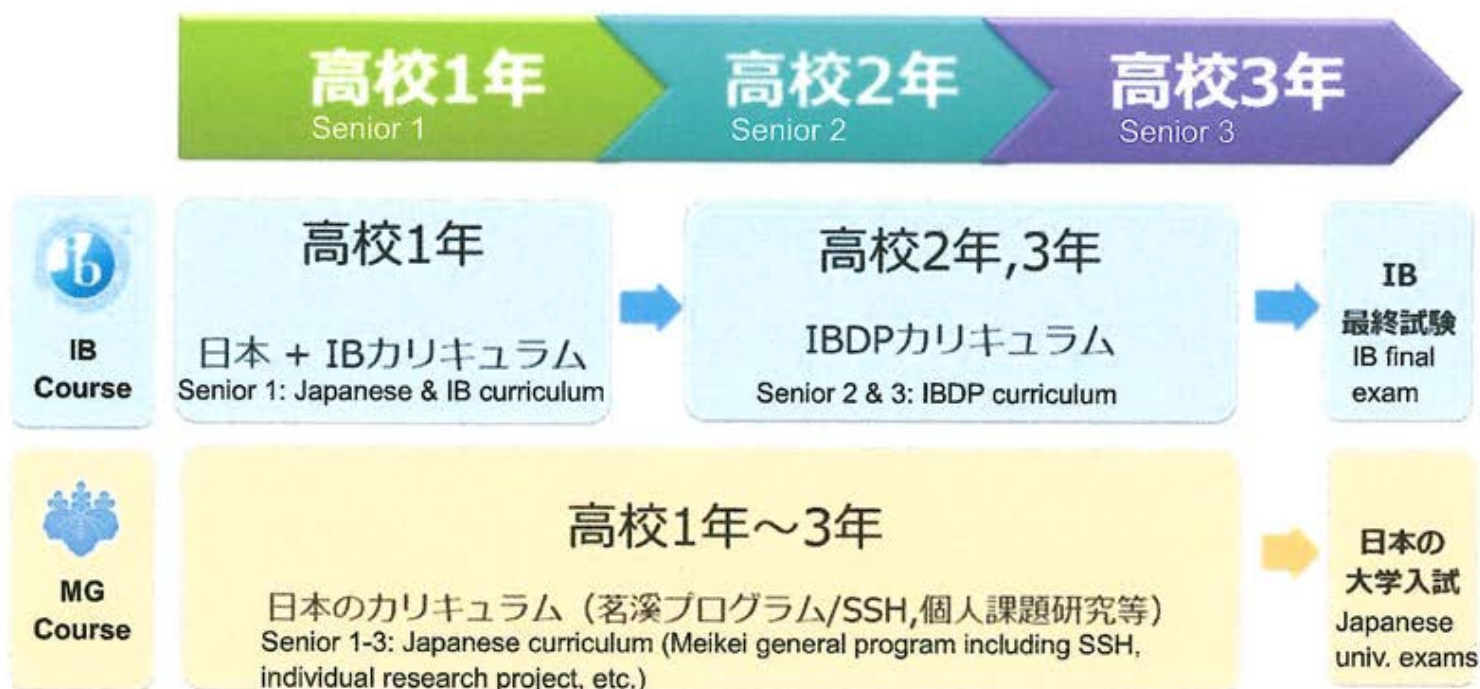 高校1年
Senior 1
高校2年
Senior 2
高校3年
Senior 3
ib
IB
Course
高校1年
日本 + IBカリキュラム
Senior 1: Japanese & IB curriculum
高校2年,3年
IBDPカリキュラム
Senior 2 & 3: IBDP curriculum
IB
最終試験
IB final
exam
MG
Course
高校1年～3年
日本のカリキュラム（茗溪プログラム/SSH,個人課題研究等）
Senior 1-3: Japanese curriculum (Meikei general program including SSH,
individual research project, etc.)
日本の
大学入試
Japanese
univ. exams